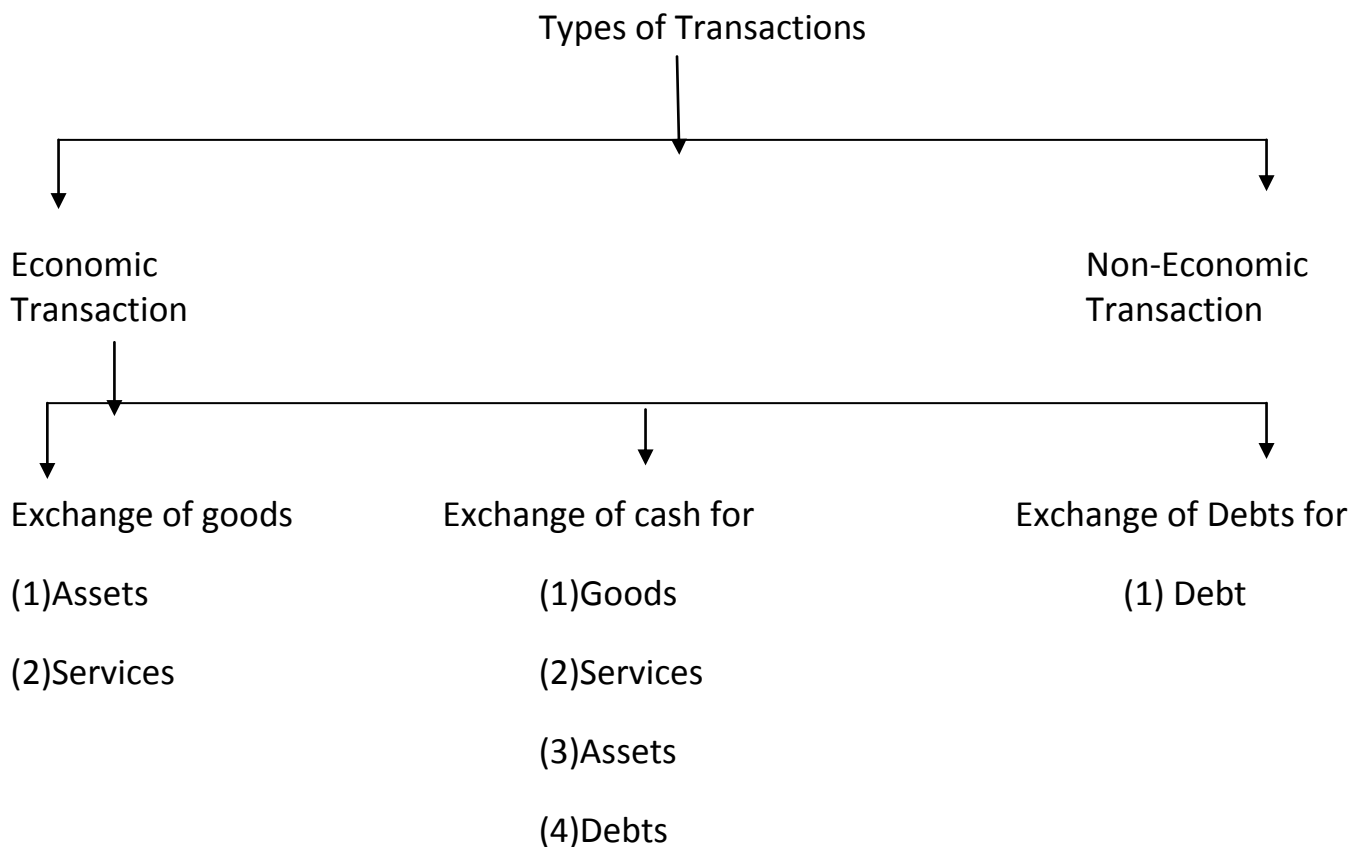 Types of Transactions
Economic
Transaction
Non-Economic
Transaction
Exchange of goods
(1)Assets
(2)Services
Exchange of cash for
(1)Goods
(2)Services
(3)Assets
(4)Debts
Exchange of Debts for
(1) Debt